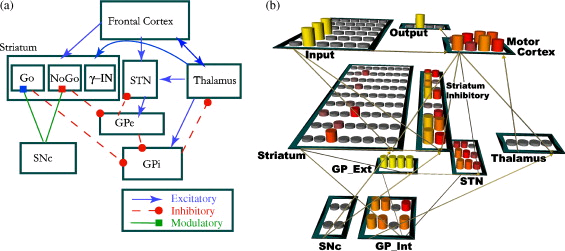 (a)
Frontal Cortex
Striatum
Go
NoGo
γ–IN
STN
Thalamus
GPe
SNc
GPi
Excitatory
Inhibitory
Modulatory
(b)
Input
Output
Motor
Cortex
Striatum
Inhibitory
Striatum
GP_Ext
STN
Thalamus
SNc
GP_Int